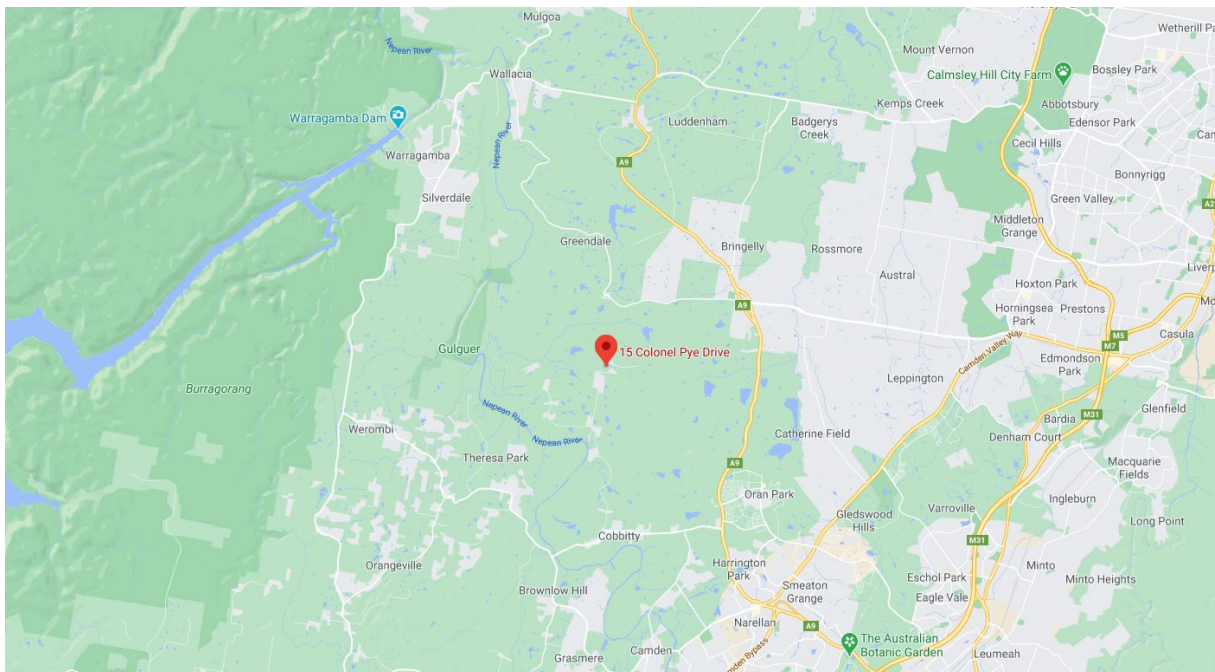 Mulgoa
Wetherill Pa
Nepean River
Mount Vernon
Bossley Park
Calmsley Hill City Farm
Wallacia
Abbotsbury
Kemps Creek
Warragamba Dam
Luddenham
Badgerys
Creek
Edensor Park
Nepean River
Cecil Hills
Warragamba
A9
Bonnyrigg
Silverdale
Green Valley
A2
Middleton
Grange
Greendale
Bringelly
Rossmore
Austral
Liverp
Hoxton Park
A9
Horningsea
Park
Prestons
M5
Casula
15 Colonel Pye Drive
Camden Valley Way
M7
Gulguer
Edmondson
Park
Leppington
Burragorang
Nepean River
Glenfield
M31
Bardia
Werombi
Nepean River
Catherine Field
Denham Court
Theresa Park
A9
Macquarie
Fields
Oran Park
Ingleburn
Gledswood
Hills
Varroville
Long Point
Cobbitty
M31
Orangeville
Harrington
Park
Minto
Eschol Park
Minto Heights
Brownlow Hill
Smeaton
Grange
Eagle Vale
Narellan
A9
The Australian
Botanic Garden
Grasmere
Camden
mden Bypass
Leumeah